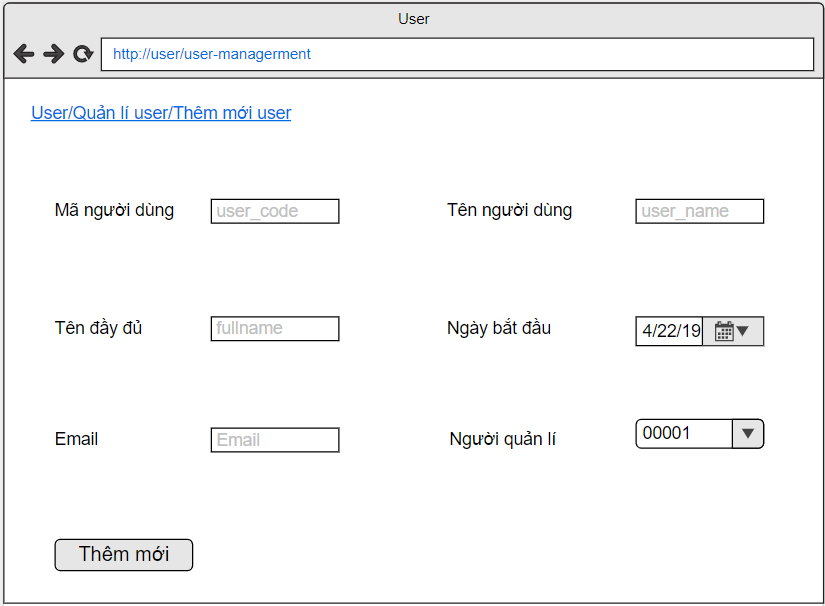 User
http://user/user-managerment
User/Quản lí user/Thêm mới user
Mã người dùng user_code Tên người dùng user_name
Tên đầy đủ fullname Ngày bắt đầu 4/22/19
Email Email Người quản lí 00001
Thêm mới